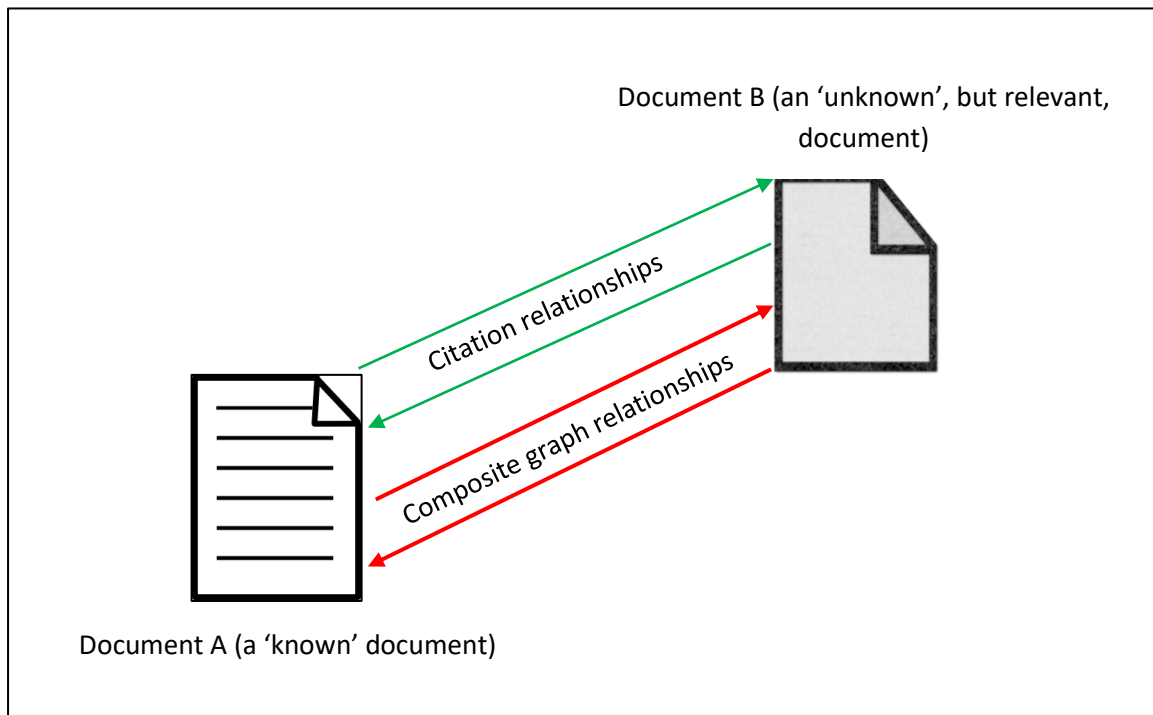 Document B (an ‘unknown’, but relevant,
document)
Citation relationships
Composite graph relationships
Document A (a ‘known’ document)